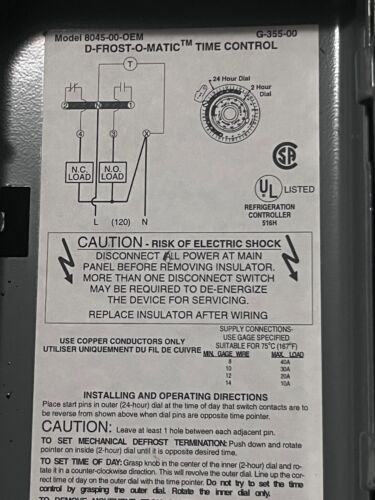 Model 8045-00-OEM G-355-00
D-FROST-O-MATIC™ TIME CONTROL
T
24 Hour Dial
2 Hour
Dial
4 3 X
N.C.
LOAD
N.O.
LOAD
L (120) N
SA
UL LISTED
REFRIGERATION
CONTROLLER
516H
CAUTION - RISK OF ELECTRIC SHOCK
DISCONNECT ALL POWER AT MAIN
PANEL BEFORE REMOVING INSULATOR.
MORE THAN ONE DISCONNECT SWITCH
MAY BE REQUIRED TO DE-ENERGIZE
THE DEVICE FOR SERVICING.
REPLACE INSULATOR AFTER WIRING
USE COPPER CONDUCTORS ONLY
UTILISER UNIQUEMNENT DU FIL DE CUIVRE
SUPPLY CONNECTIONS-
USE GAGE SPECIFIED
SUITABLE FOR 75°C (167°F)
MIN. GAGE WIRE MAX. LOAD
8 40A
10 30A
12 20A
14 10A
INSTALLING AND OPERATING DIRECTIONS
Place start pins in outer (24-hour) dial at the time of day that switch contacts are to
be reverse from shown above when dial pins are opposite time pointer.
CAUTION: Leave at least 1 hole between each adjacent pin.
TO SET MECHANICAL DEFROST TERMINATION: Push down and rotate
pointer on inside (2-hour) dial until it is opposite desired time.
TO SET TIME OF DAY: Grasp knob in center of the inner (2-hour) dial and ro-
tate it in a counter-clockwise direction. This will revolve the outer dial. Line up the cor-
rect time of day on the outer dial with the time pointer. Do not try to set the time
control by grasping the outer dial. Rotate the inner dial only.